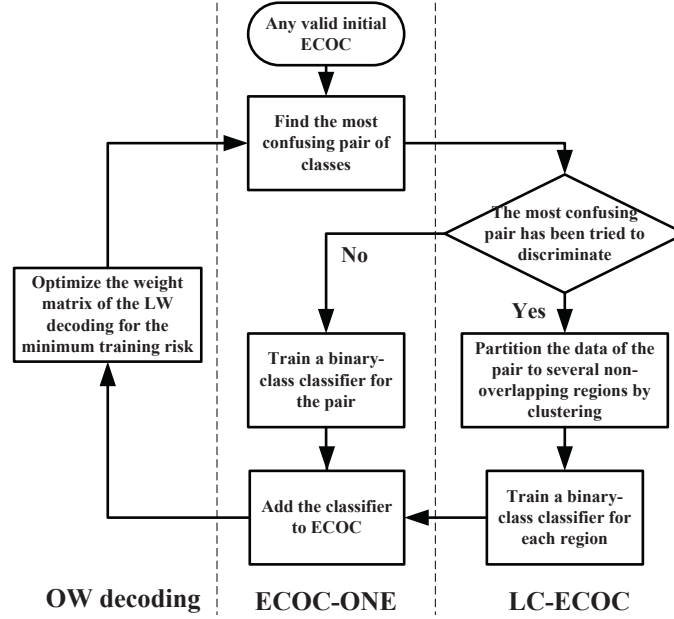 Any valid initial
ECOC
Find the most
confusing pair of
classes
The most confusing
pair has been tried to
discriminate
No
Yes
Optimize the weight
matrix of the LW
decoding for the
minimum training risk
Train a binary-
class classifier for
the pair
Partition the data of the
pair to several non-
overlapping regions by
clustering
Add the classifier
to ECOC
Train a binary-
class classifier for
each region
OW decoding
ECOC-ONE
LC-ECOC